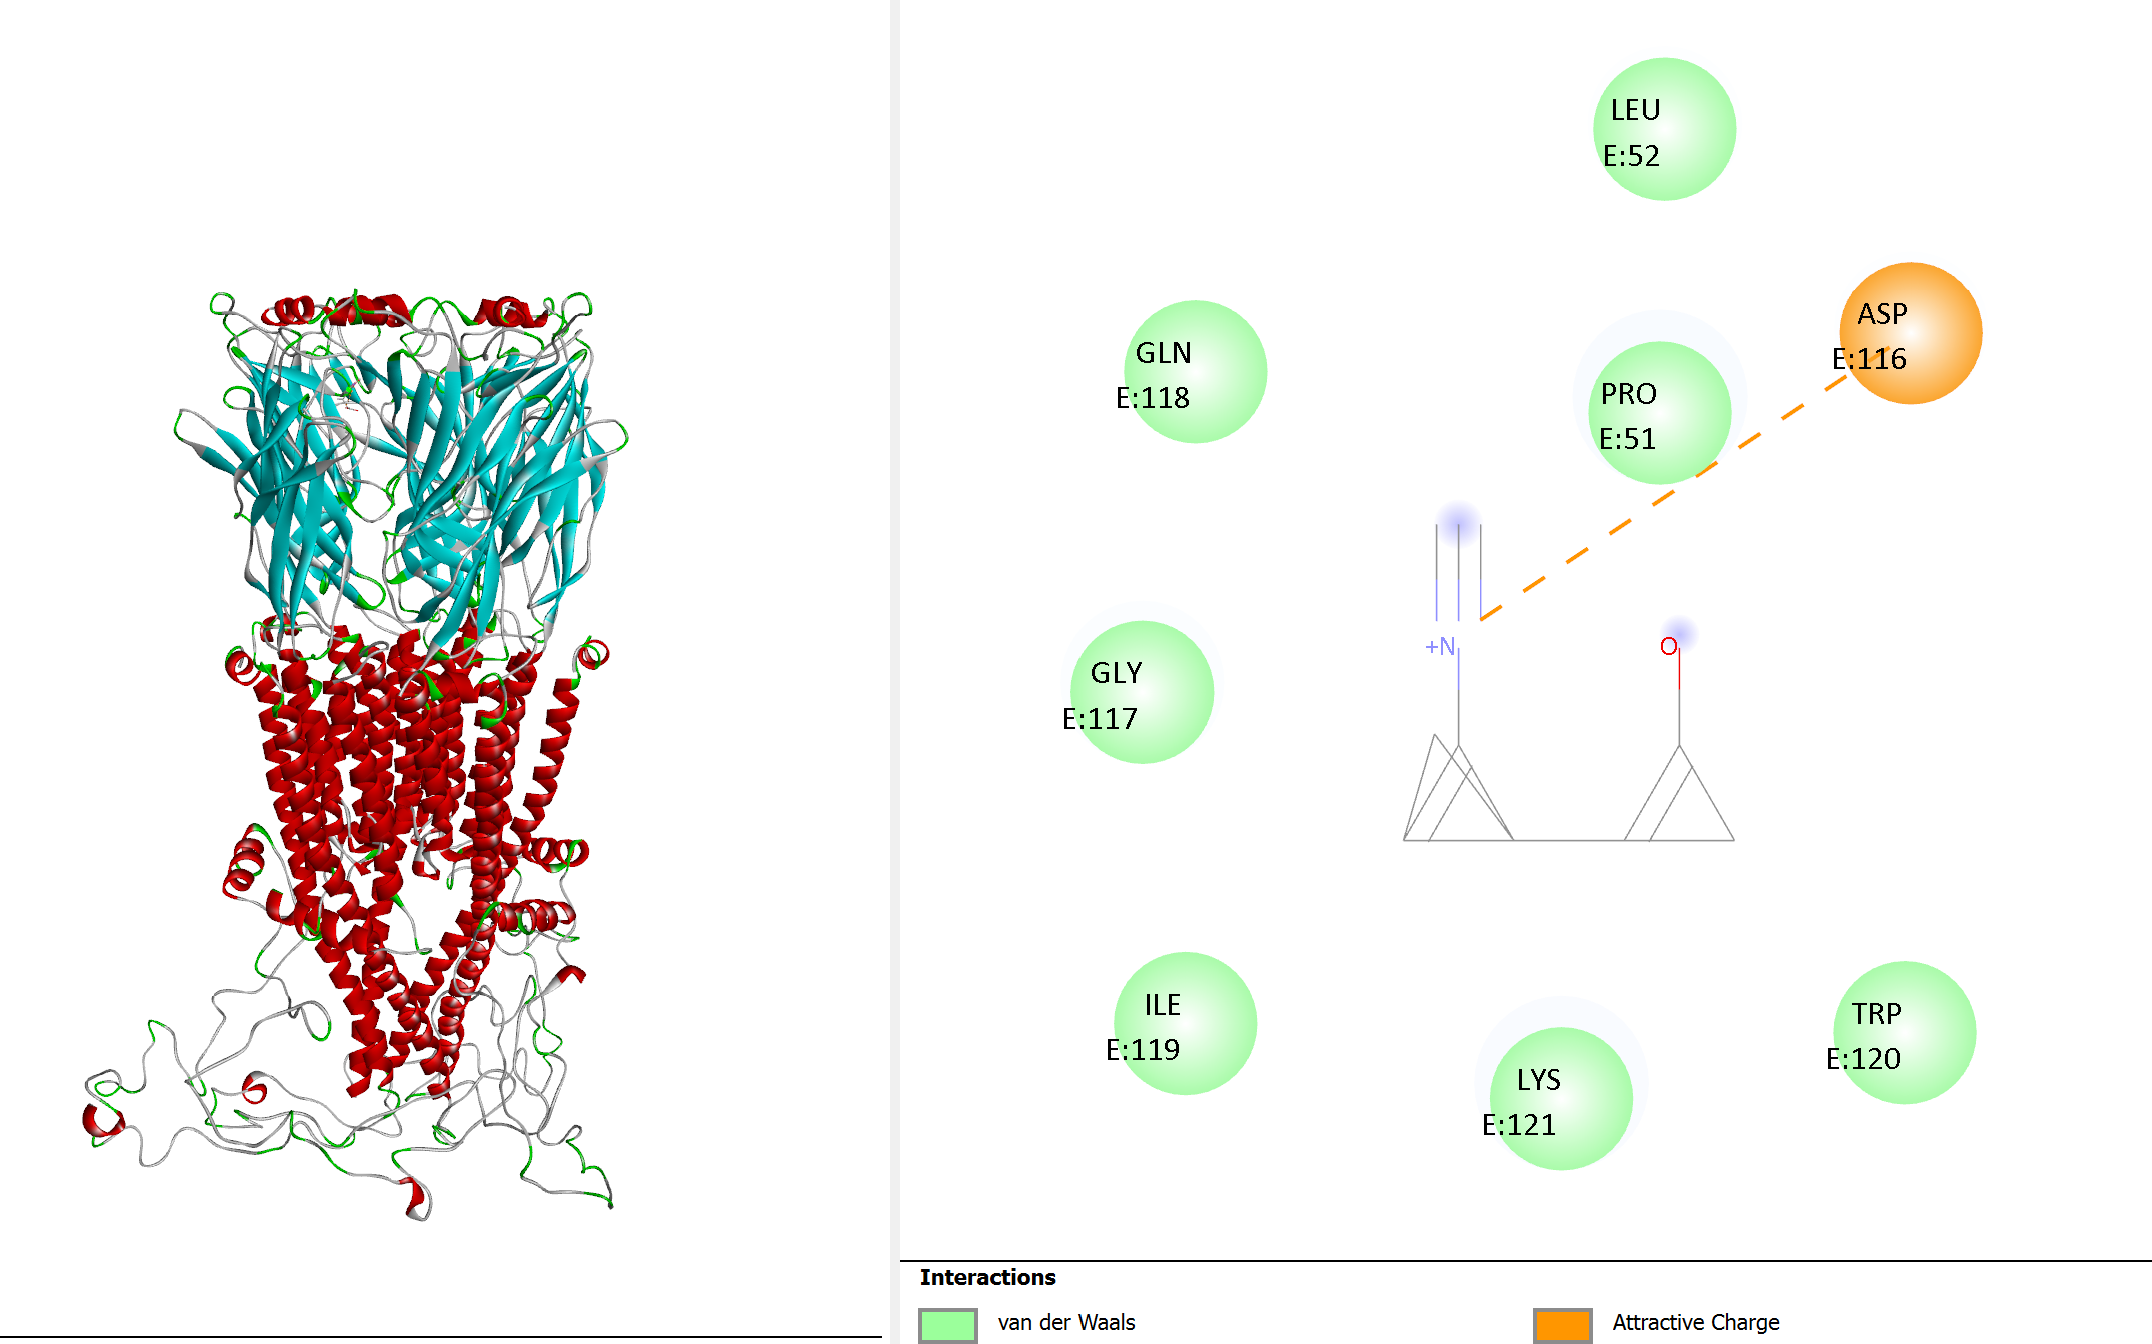 LEU
E:52
ASP
E:116
GLN
E:118
PRO
E:51
+N
O
GLY
E:117
ILE
E:119
TRP
E:120
LYS
E:121
Interactions
van der Waals
Attractive Charge